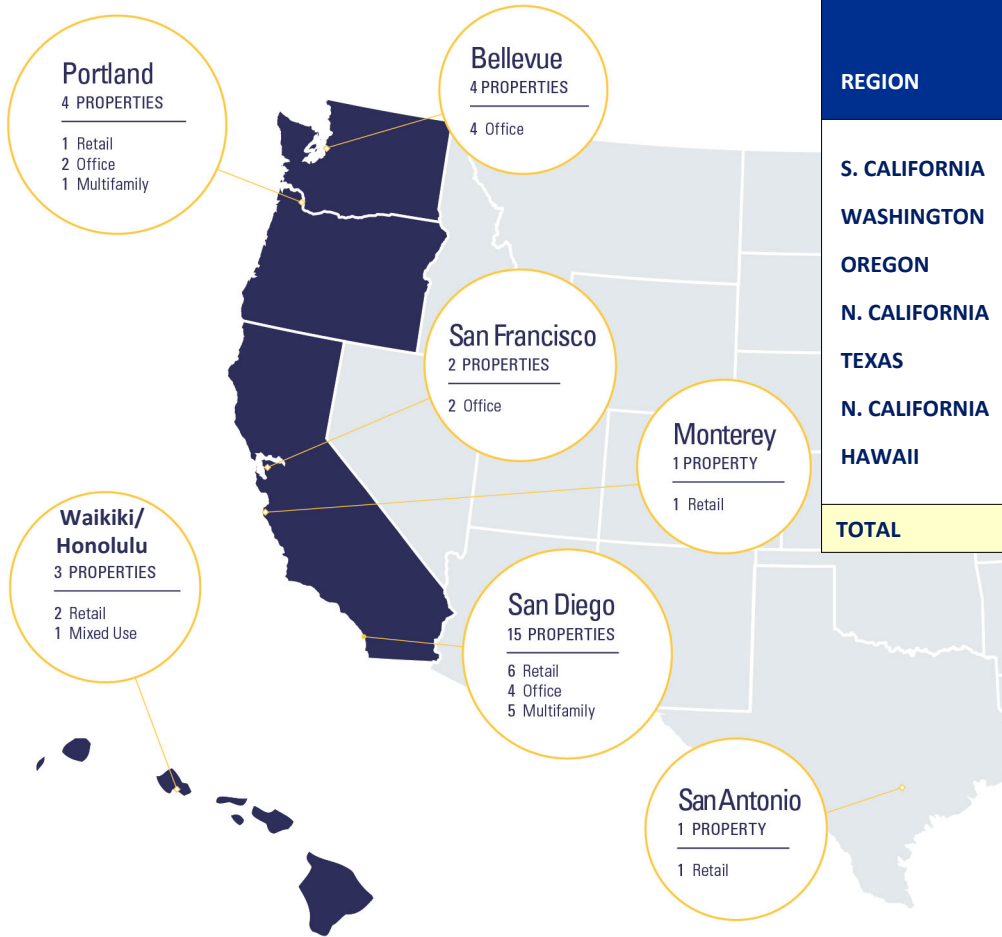 Portland
4 PROPERTIES
1 Retail
2 Office
1 Multifamily
Bellevue
4 PROPERTIES
4 Office
San Francisco
2 PROPERTIES
2 Office
Monterey
1 PROPERTY
1 Retail
Waikiki/
Honolulu
3 PROPERTIES
2 Retail
1 Mixed Use
San Diego
15 PROPERTIES
6 Retail
4 Office
5 Multifamily
San Antonio
1 PROPERTY
1 Retail
REGION
S. CALIFORNIA
WASHINGTON
OREGON
N. CALIFORNIA
TEXAS
N. CALIFORNIA
HAWAII
TOTAL